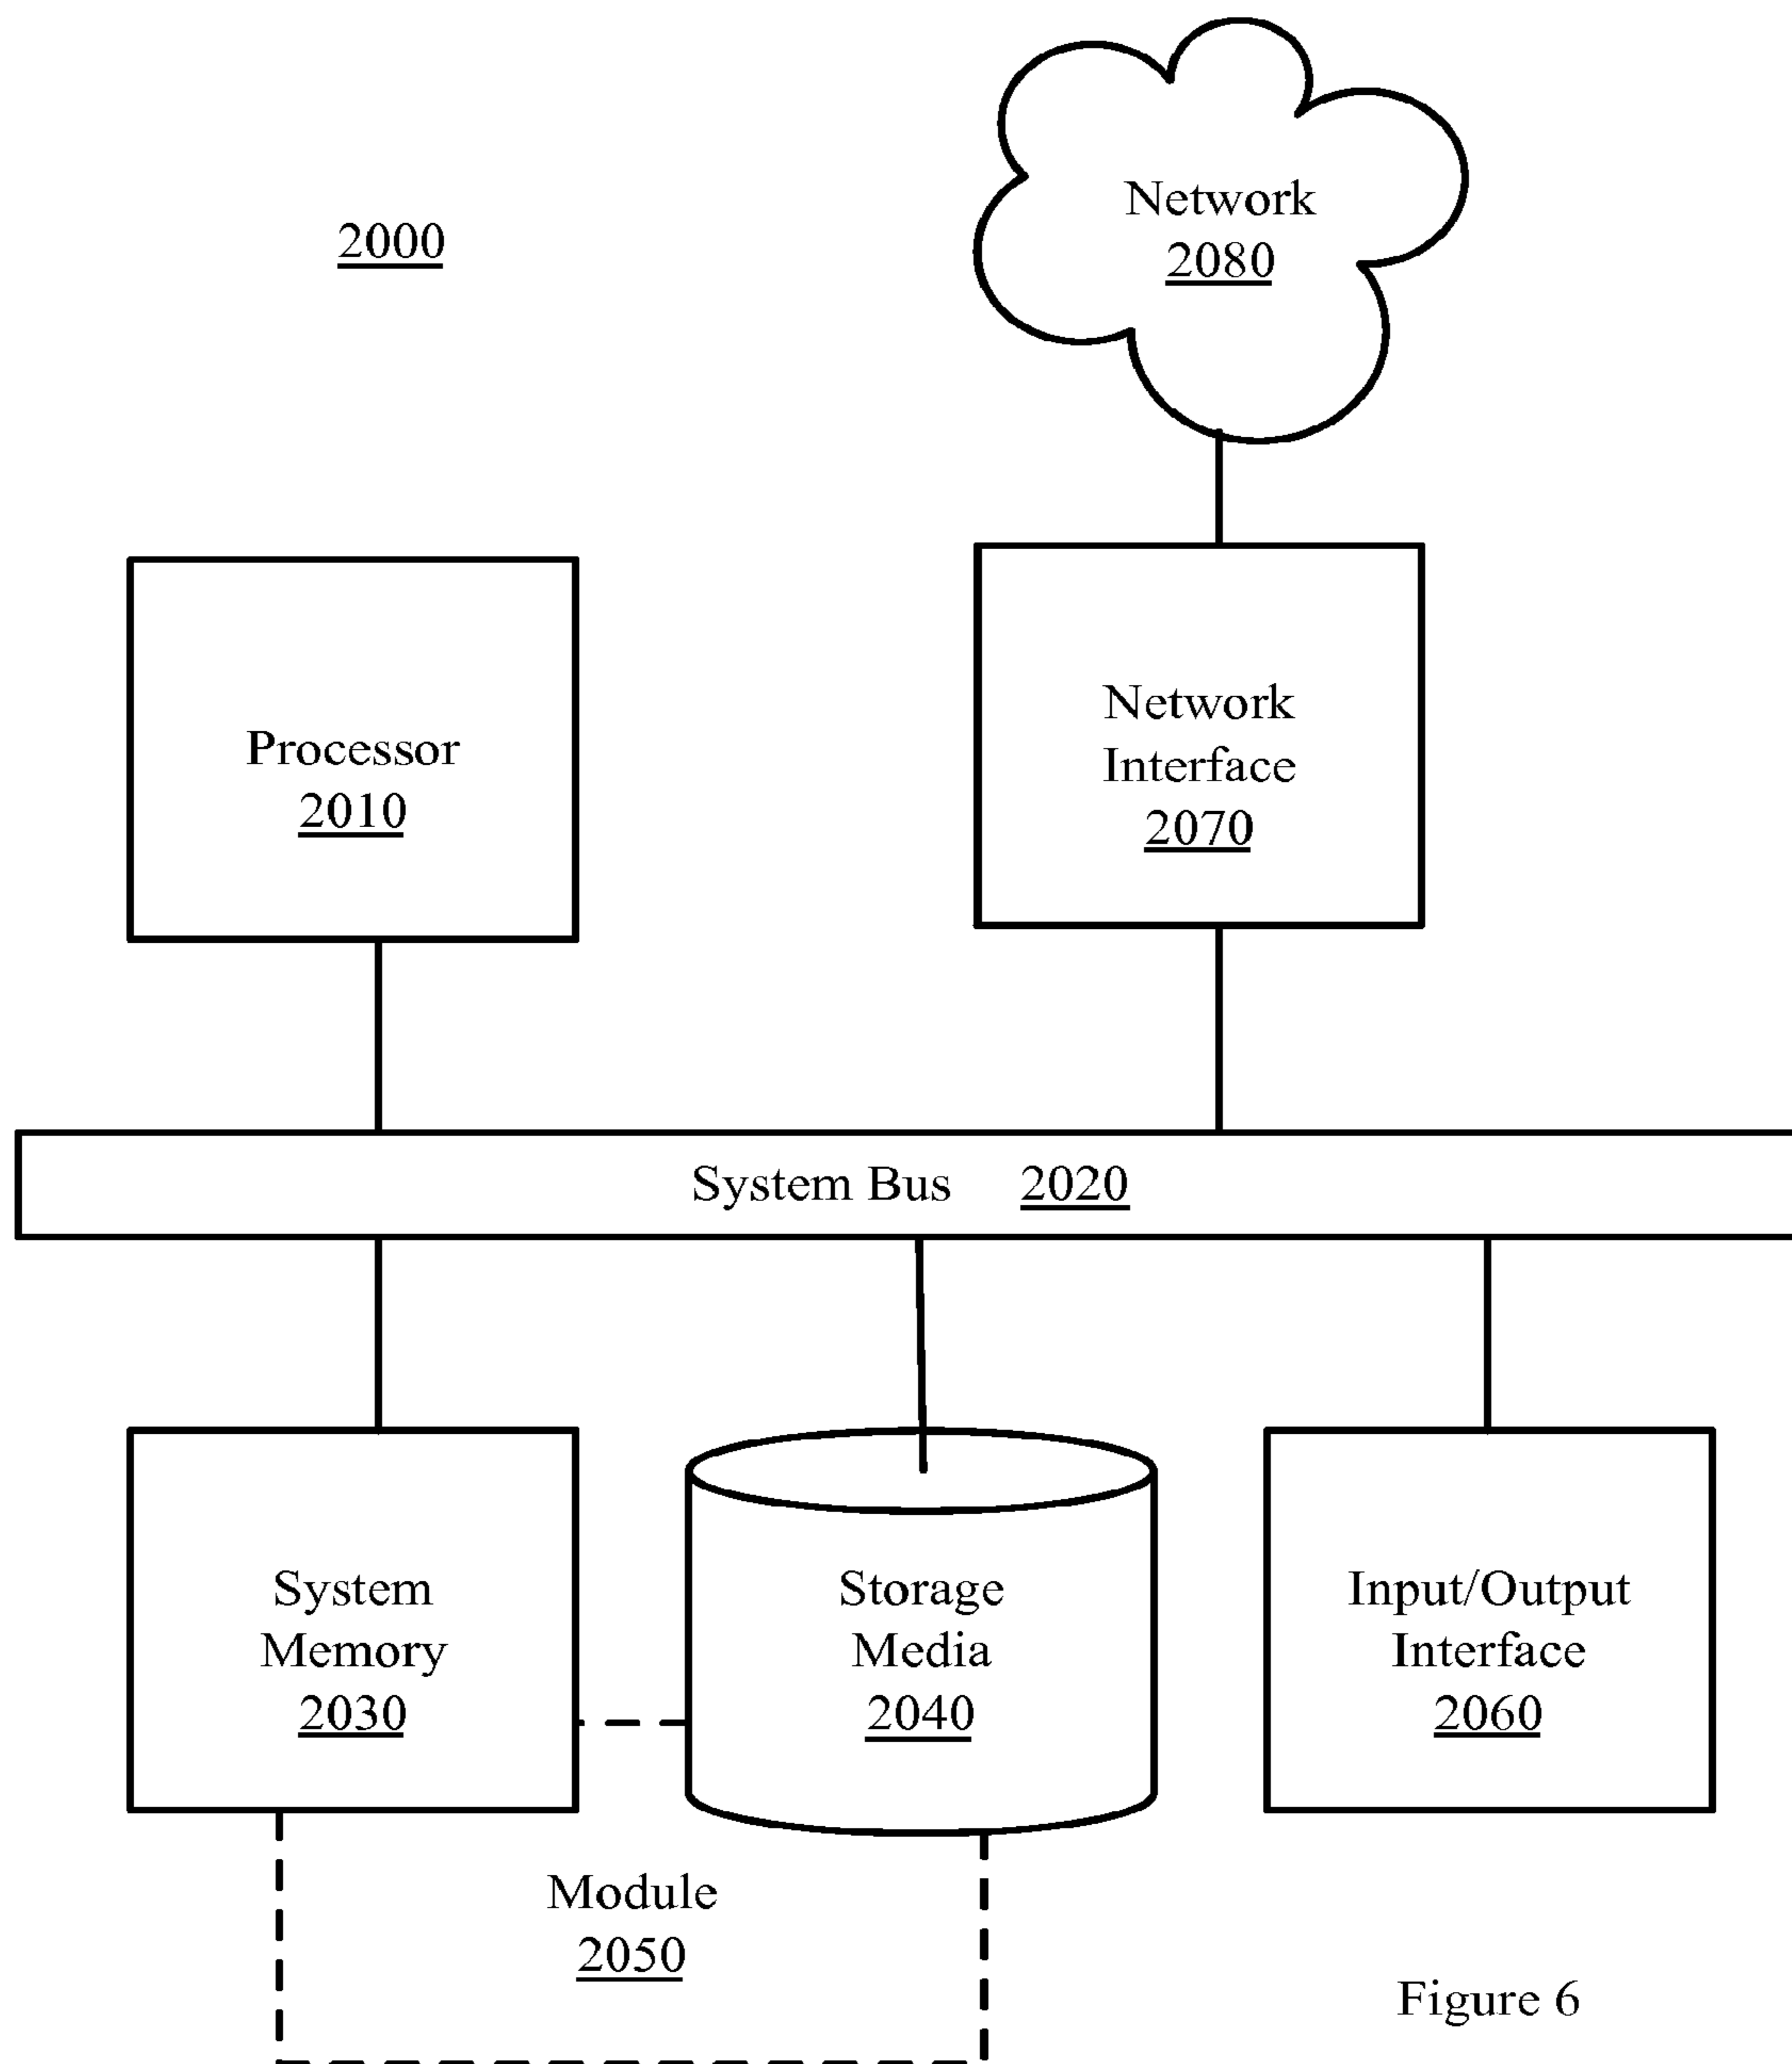 Network
2080
2000
Network
Interface
2070
Processor
2010
System Bus 2020
System
Memory
2030
Storage
Media
2040
Input/Output
Interface
2060
Module
2050
Figure 6